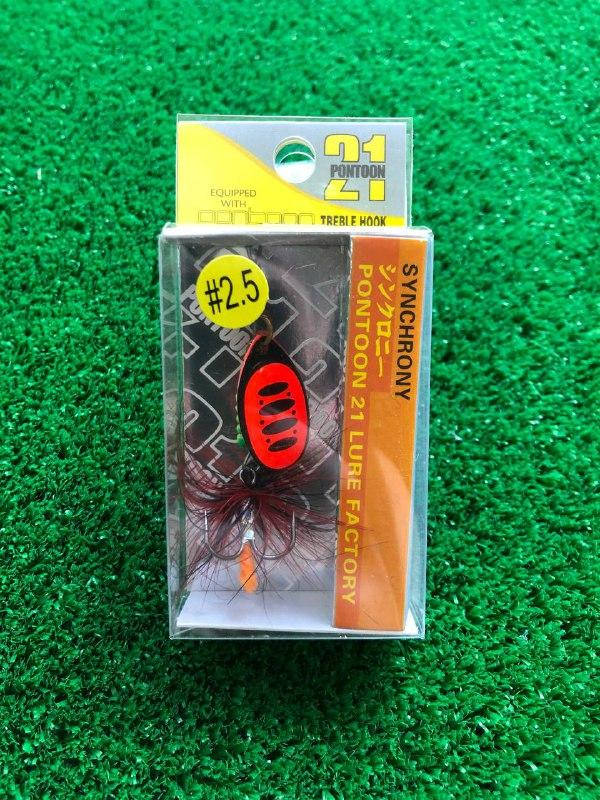 21
PONTOON
EQUIPPED
WITH
TREBLE HOOK
#2.5
SYNCHRONY
シンクロニー
PONTOON 21 LURE FACTORY
PONTOON